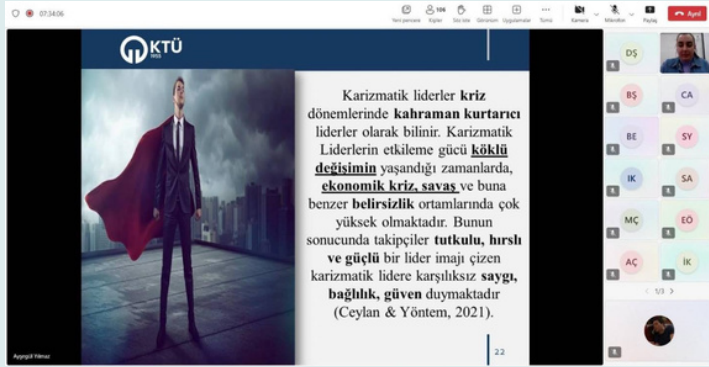 07:34:06
106
Yeni pencere Kişiler Söz iste Görünüm Uygulamalar Tümü Kamera Mikrofon Paylaş Ayrıl
KTÜ
1955
Karizmatik liderler kriz
dönemlerinde kahraman kurtarıcı
liderler olarak bilinir. Karizmatik
Liderlerin etkileme gücü köklü
değişimin yaşandığı zamanlarda,
ekonomik kriz, savaş ve buna
benzer belirsizlik ortamlarında çok
yüksek olmaktadır. Bunun
sonucunda takipçiler tutkulu, hırslı
ve güçlü bir lider imajı çizen
karizmatik lidere karşılıksız saygı,
bağlılık, güven duymaktadır
(Ceylan & Yöntem, 2021).
22
Ayşegül Yılmaz
DŞ
BŞ CA
BE SY
IK SA
MÇ EÖ
AÇ İK
1/3